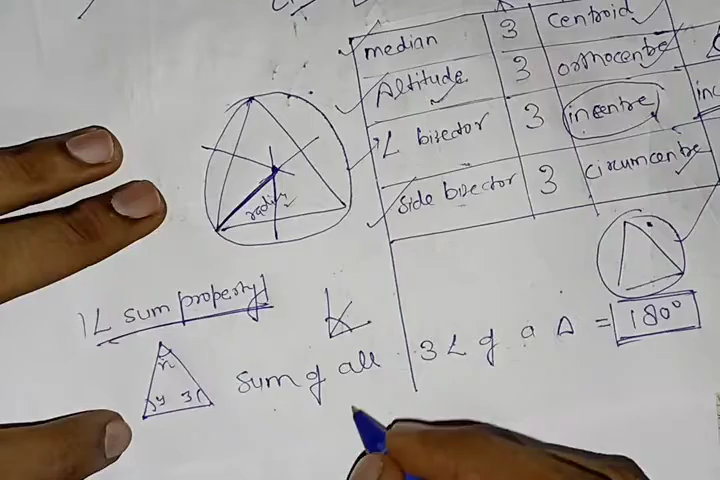 median 3 Centroid
Altitude 3 orthocentre
∠ bisector 3 incentre
Side bisector 3 circumcentre
radius
∠ sum property
Sum of all 3 ∠ of a Δ = 180°
x
y 3